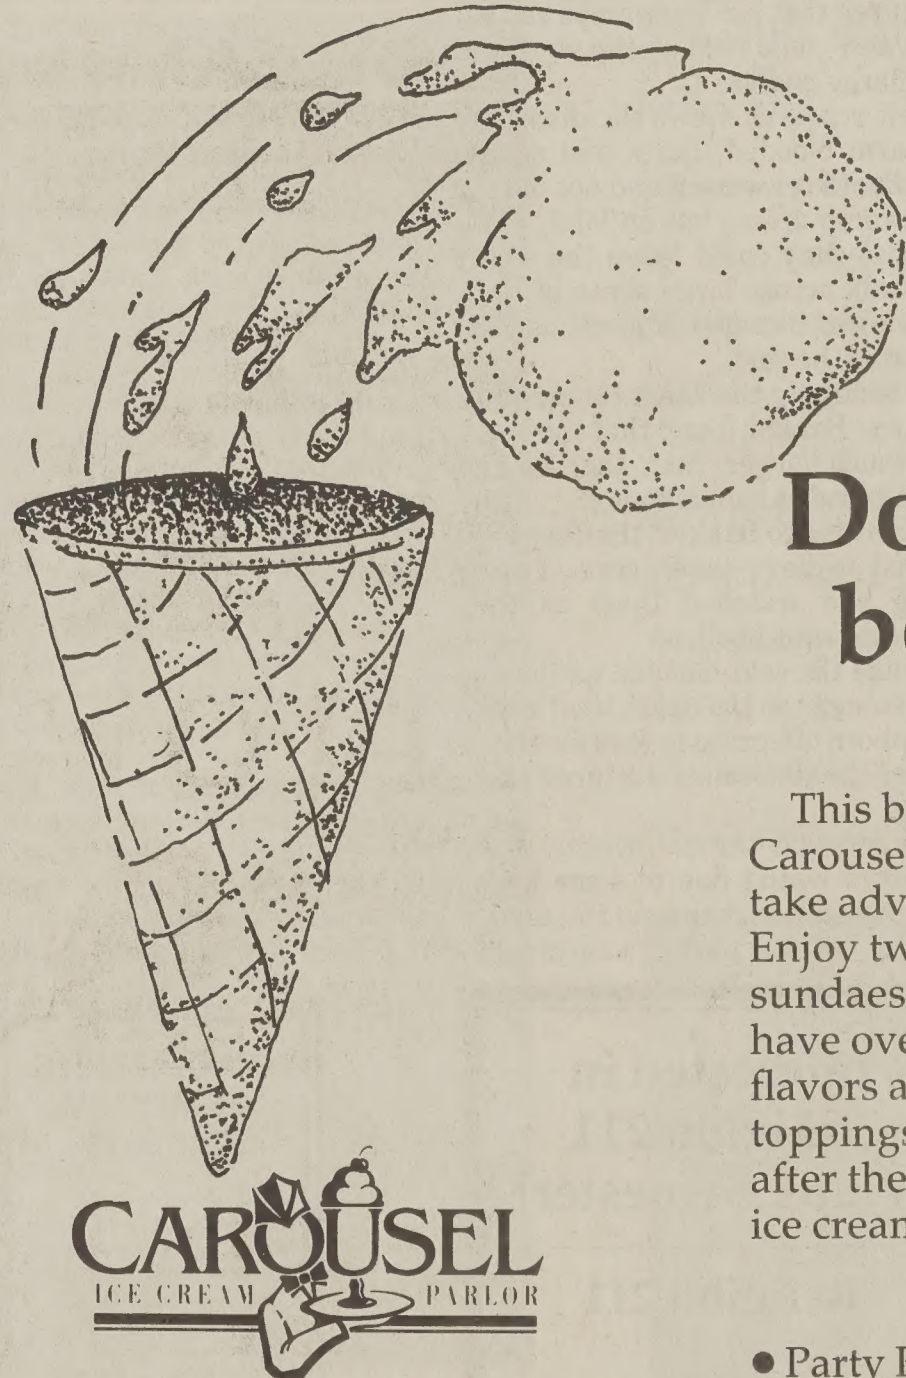 Do
be
This b
Carouse
take adv
Enjoy tw
sundaes
have ove
flavors a
toppings
after the
ice crean
CAROUSEL
ICE CREAM PARLOR
• Party P